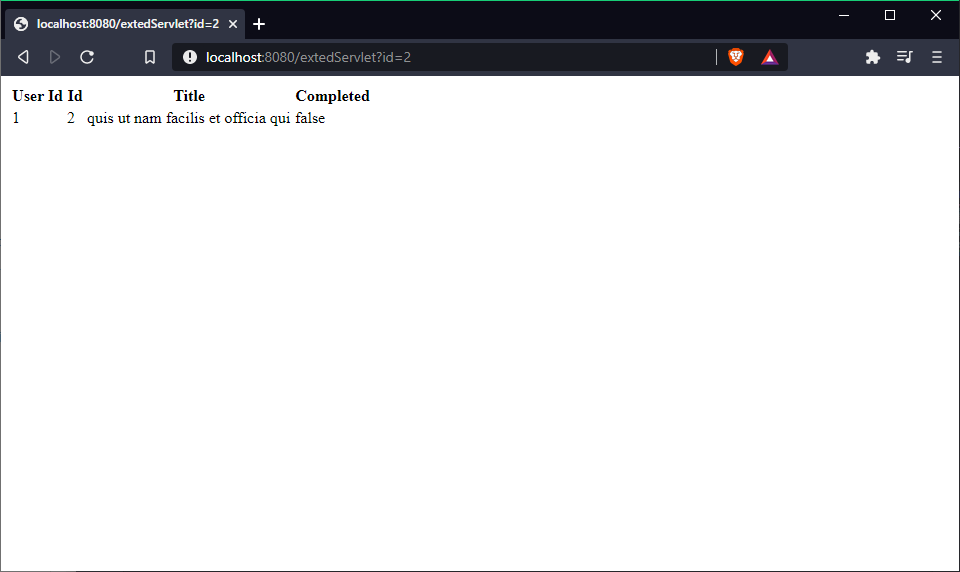 localhost:8080/extedServlet?id=2
localhost:8080/extedServlet?id=2
User Id Id Title Completed
1 2 quis ut nam facilis et officia qui false